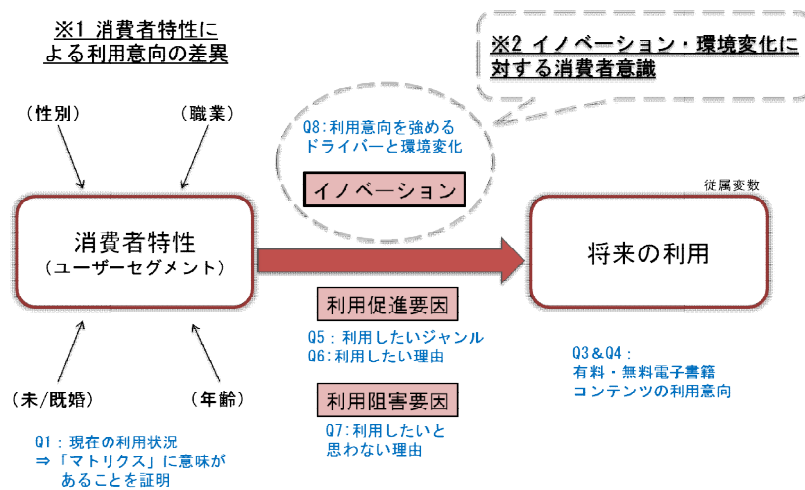 ※1 消費者特性に
よる利用意向の差異
※2 イノベーション・環境変化に
対する消費者意識
(性別)
(職業)
Q8:利用意向を強める
ドライバーと環境変化
イノベーション
従属変数
消費者特性
(ユーザーセグメント)
将来の利用
利用促進要因
Q5:利用したいジャンル
Q6:利用したい理由
利用阻害要因
Q7:利用したいと
思わない理由
Q3&Q4:
有料・無料電子書籍
コンテンツの利用意向
(未/既婚)
(年齢)
Q1:現在の利用状況
⇒「マトリクス」に意味が
あることを証明